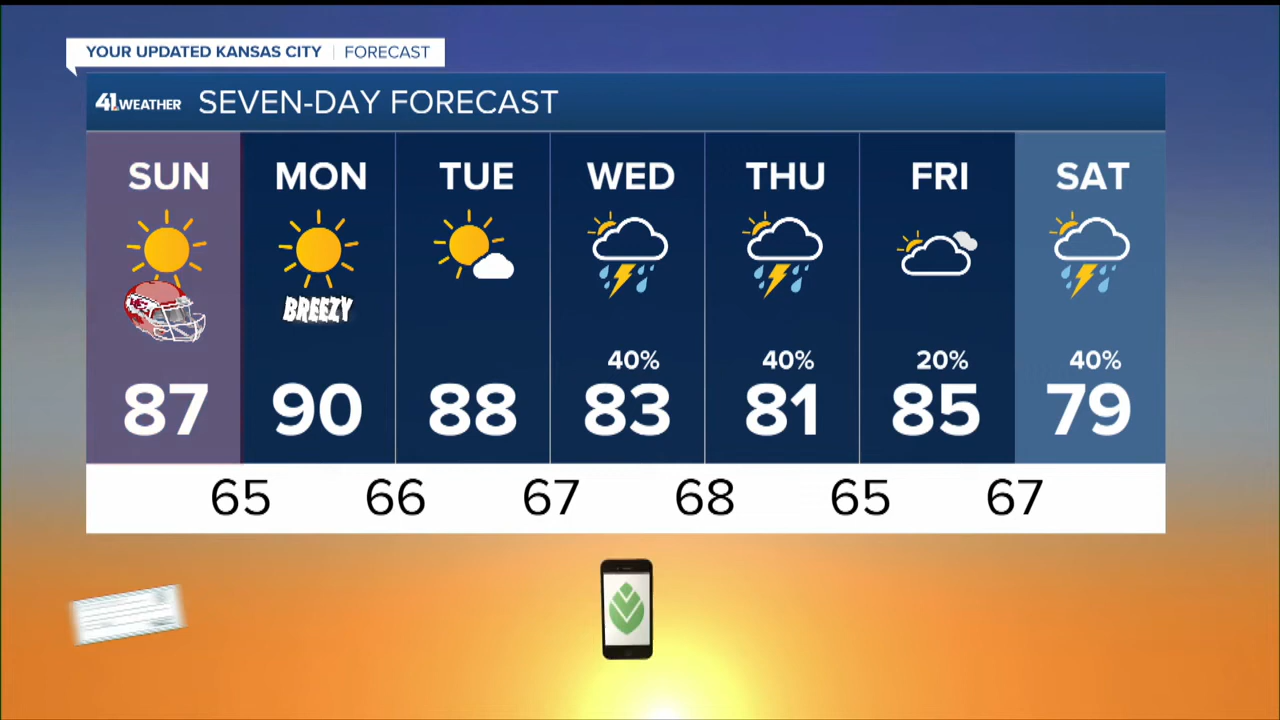 YOUR UPDATED KANSAS CITY | FORECAST
41 WEATHER SEVEN-DAY FORECAST
SUN MON TUE WED THU FRI SAT
BREEZY
40% 40% 20% 40%
87 90 88 83 81 85 79
65 66 67 68 65 67